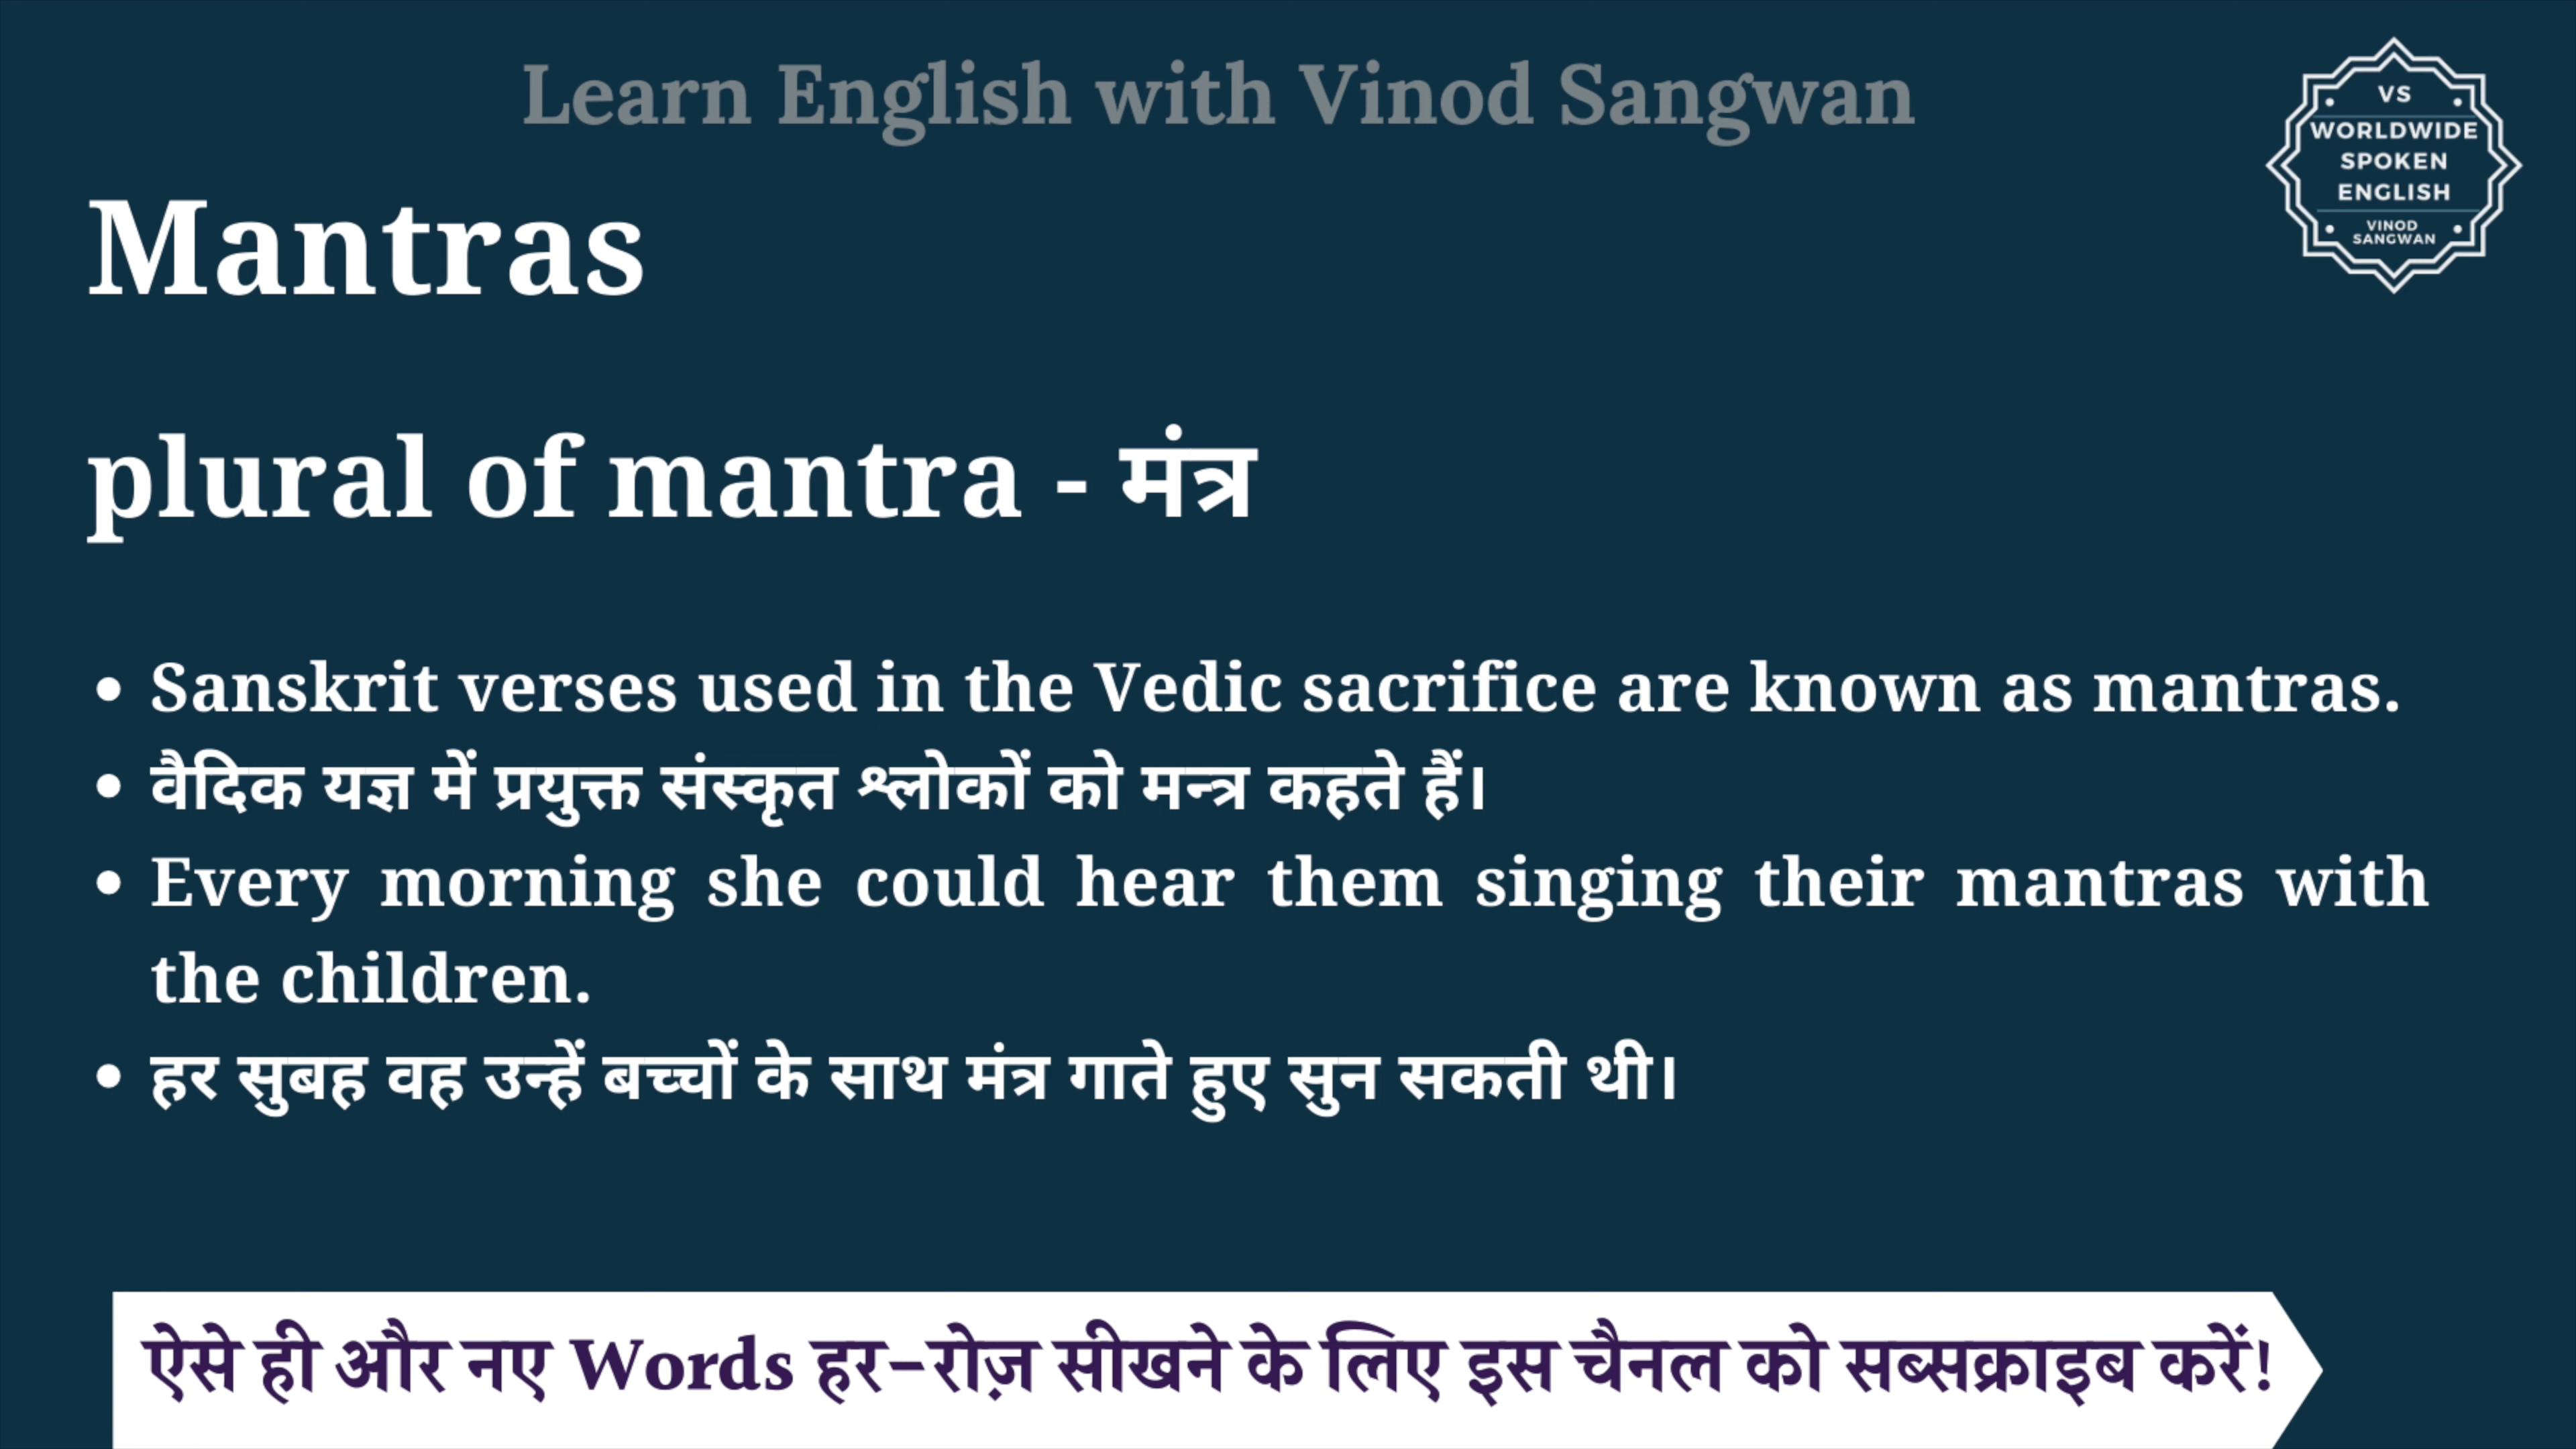 Learn English with Vinod Sangwan
VS
WORLDWIDE
SPOKEN
ENGLISH
VINOD
SANGWAN
Mantras
plural of mantra - मंत्र
• Sanskrit verses used in the Vedic sacrifice are known as mantras.
• वैदिक यज्ञ में प्रयुक्त संस्कृत श्लोकों को मन्त्र कहते हैं।
• Every morning she could hear them singing their mantras with
the children.
• हर सुबह वह उन्हें बच्चों के साथ मंत्र गाते हुए सुन सकती थी।
ऐसे ही और नए Words हर-रोज़ सीखने के लिए इस चैनल को सब्सक्राइब करें!